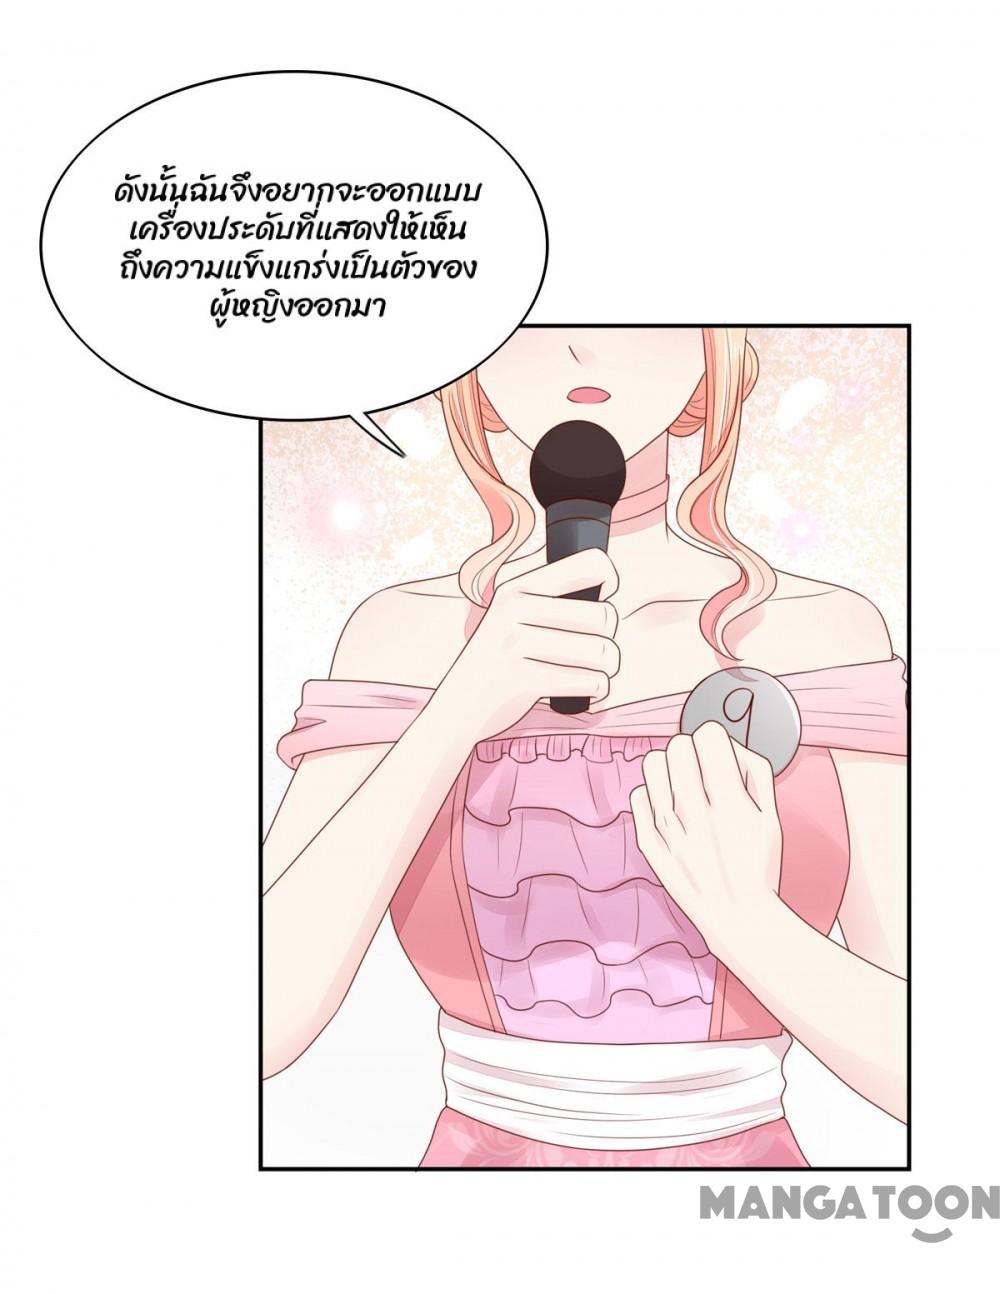 ดังนั้นฉันจึงอยากจะออกแบบ
เครื่องประดับที่แสดงให้เห็น
ถึงความแข็งแกร่งเป็นตัวของ
ผู้หญิงออกมา
9
MANGATOON